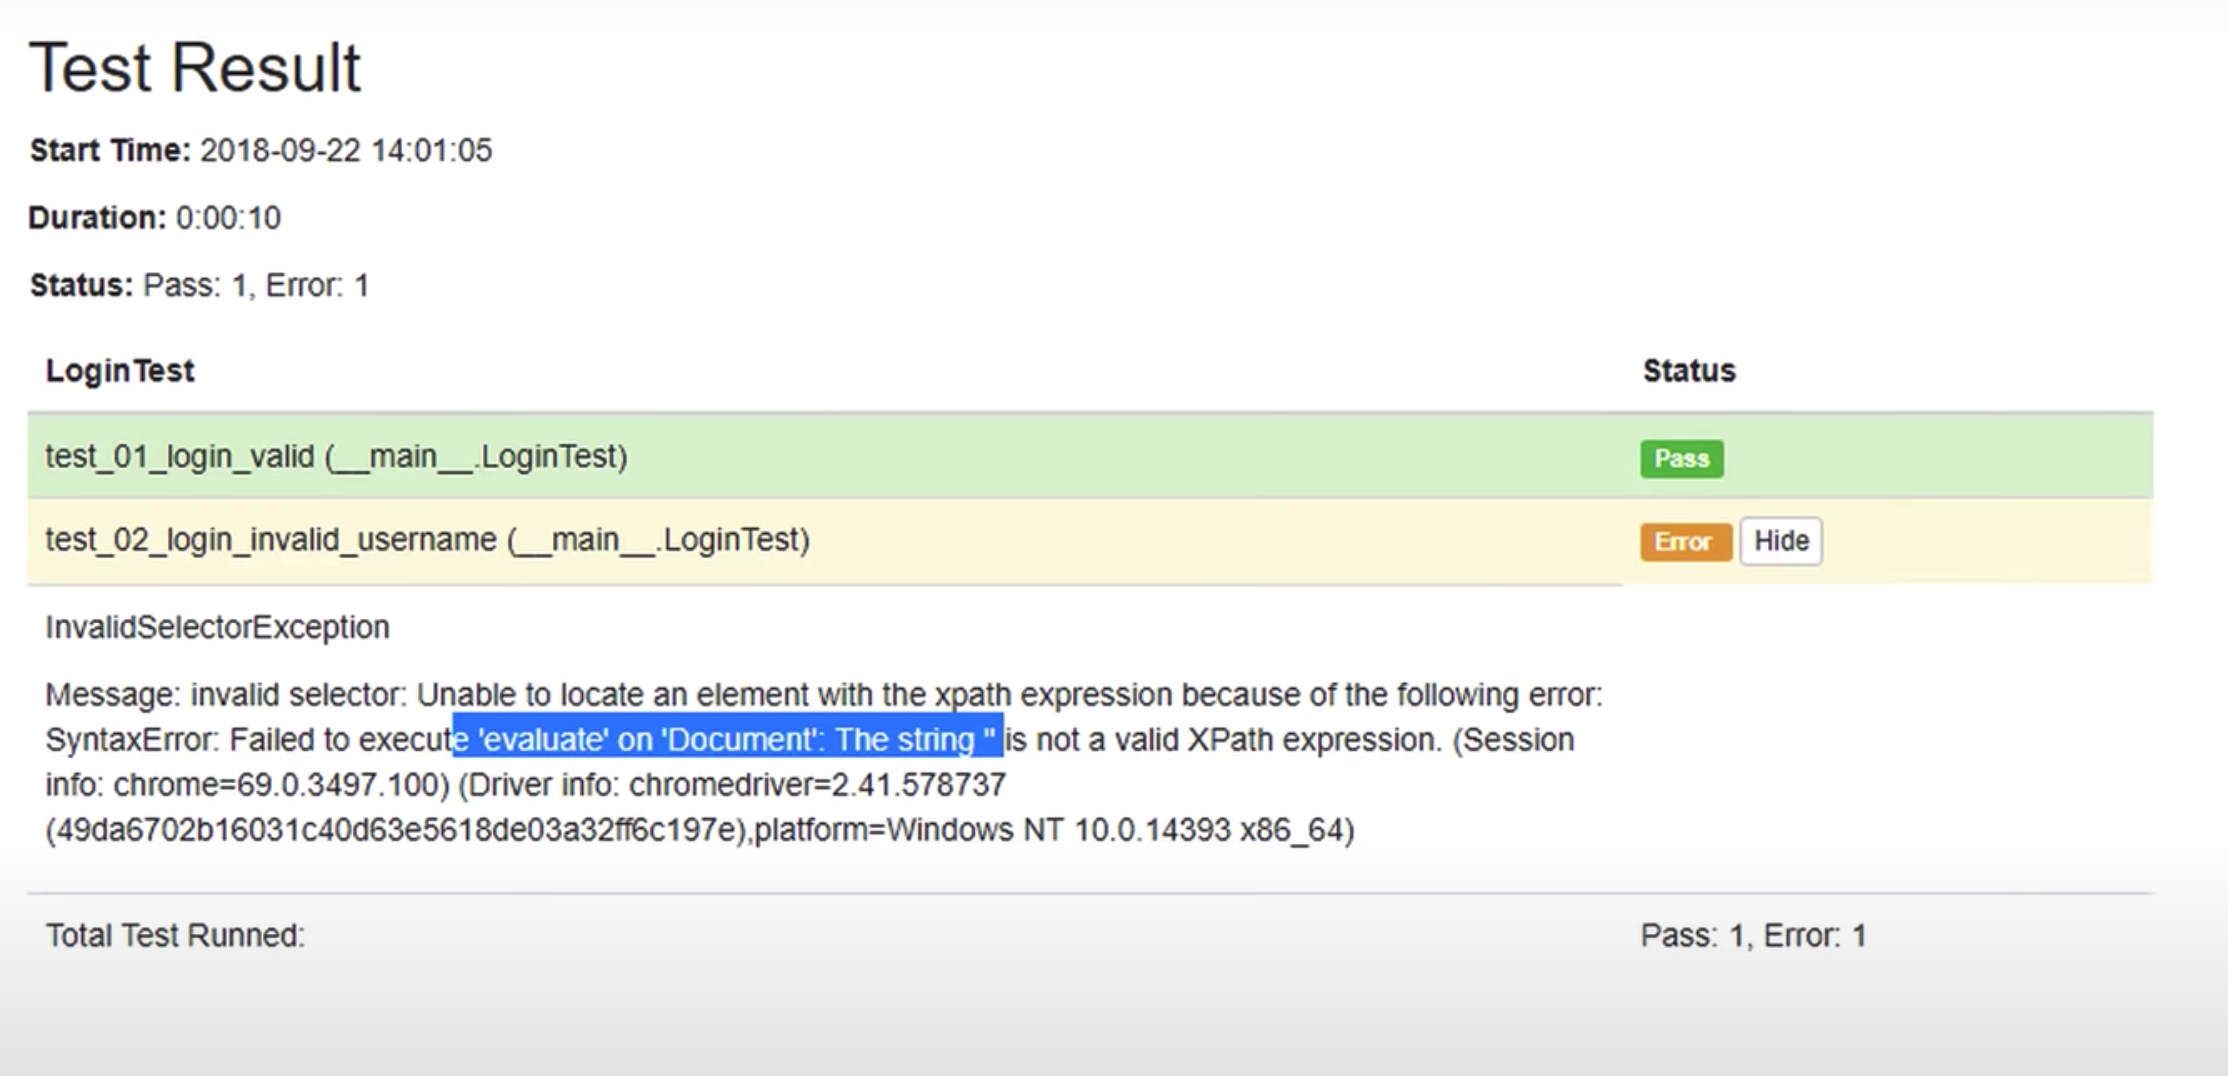 Test Result
Start Time: 2018-09-22 14:01:05
Duration: 0:00:10
Status: Pass: 1, Error: 1
LoginTest Status
test_01_login_valid (__main__.LoginTest) Pass
test_02_login_invalid_username (__main__.LoginTest) Error Hide
InvalidSelectorException
Message: invalid selector: Unable to locate an element with the xpath expression because of the following error:
SyntaxError: Failed to execute 'evaluate' on 'Document': The string '' is not a valid XPath expression. (Session
info: chrome=69.0.3497.100) (Driver info: chromedriver=2.41.578737
(49da6702b16031c40d63e5618de03a32ff6c197e),platform=Windows NT 10.0.14393 x86_64)
Total Test Runned: Pass: 1, Error: 1